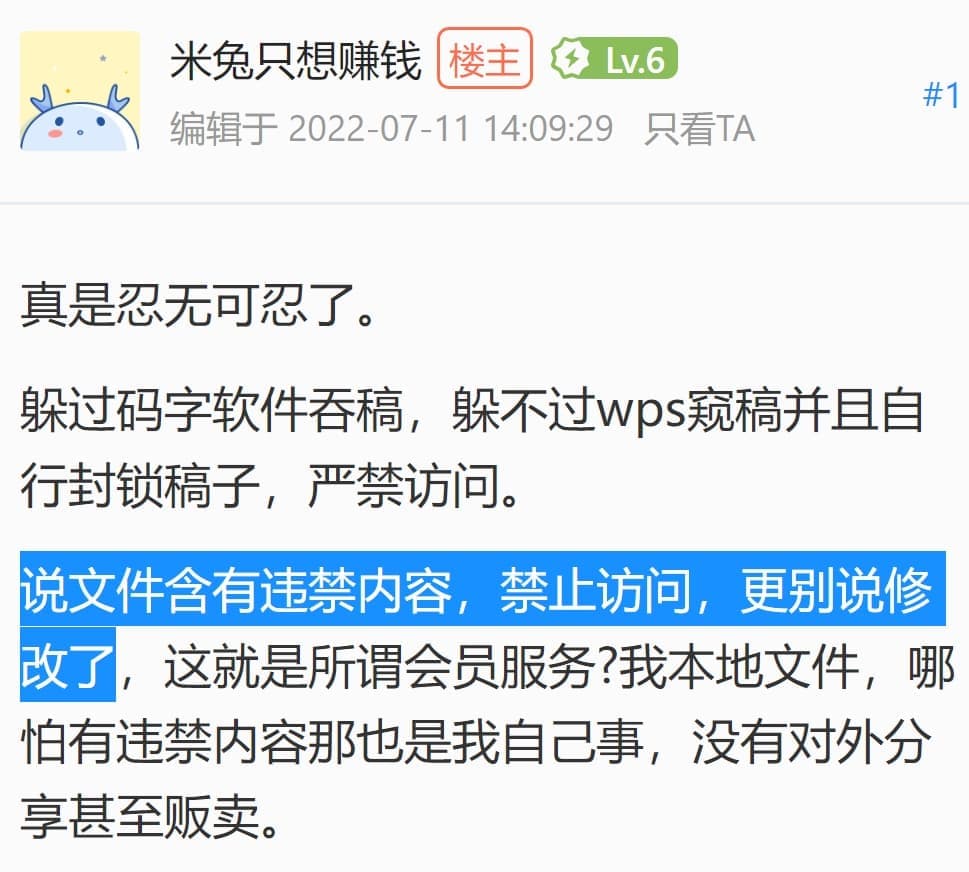 米兔只想赚钱 楼主 Lv.6
#1
编辑于 2022-07-11 14:09:29 只看TA
真是忍无可忍了。
躲过码字软件吞稿，躲不过wps窥稿并且自
行封锁稿子，严禁访问。
说文件含有违禁内容，禁止访问，更别说修
改了，这就是所谓会员服务?我本地文件，哪
怕有违禁内容那也是我自己事，没有对外分
享甚至贩卖。